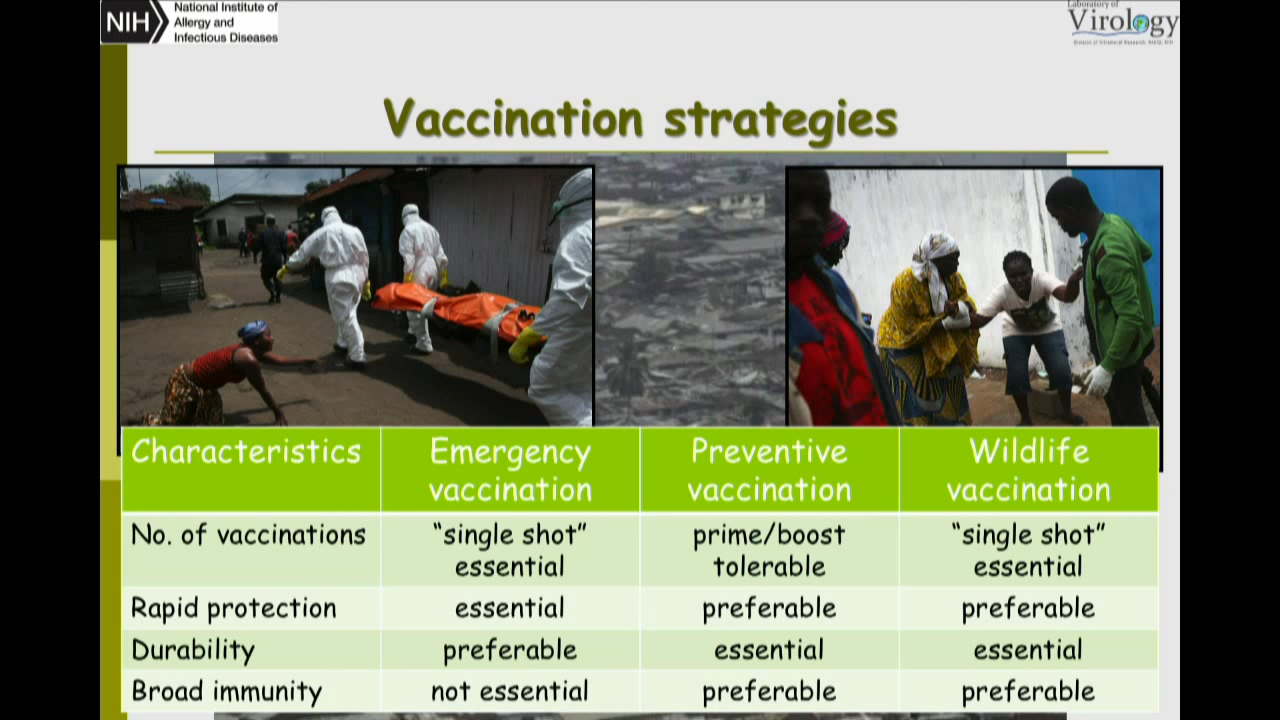 NIH
National Institute of
Allergy and
Infectious Diseases
Laboratory of
Virology
Vaccination strategies
Characteristics
Emergency
vaccination
Preventive
vaccination
Wildlife
vaccination
No. of vaccinations
“single shot”
essential
prime/boost
tolerable
“single shot”
essential
Rapid protection
essential
preferable
preferable
Durability
preferable
essential
essential
Broad immunity
not essential
preferable
preferable